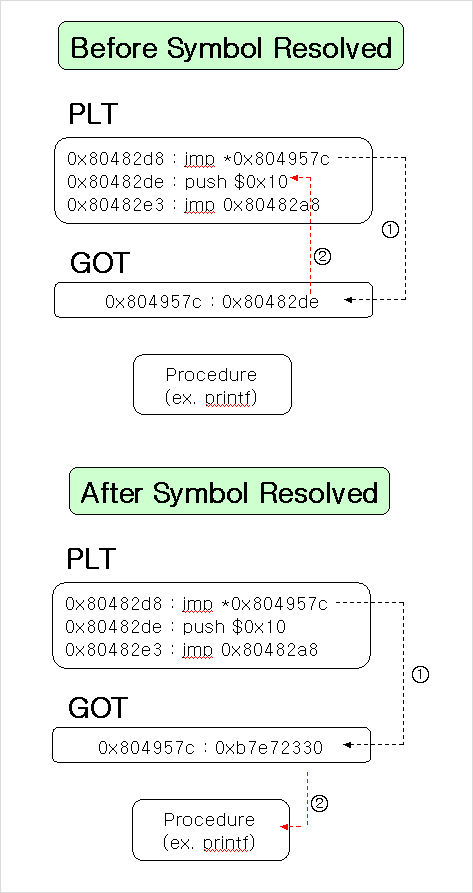 Before Symbol Resolved
PLT
0x80482d8 : jmp *0x804957c
0x80482de : push $0x10
0x80482e3 : jmp 0x80482a8
①
②
GOT
0x804957c : 0x80482de
Procedure
(ex. printf)
After Symbol Resolved
PLT
0x80482d8 : jmp *0x804957c
0x80482de : push $0x10
0x80482e3 : jmp 0x80482a8
①
GOT
0x804957c : 0xb7e72330
②
Procedure
(ex. printf)